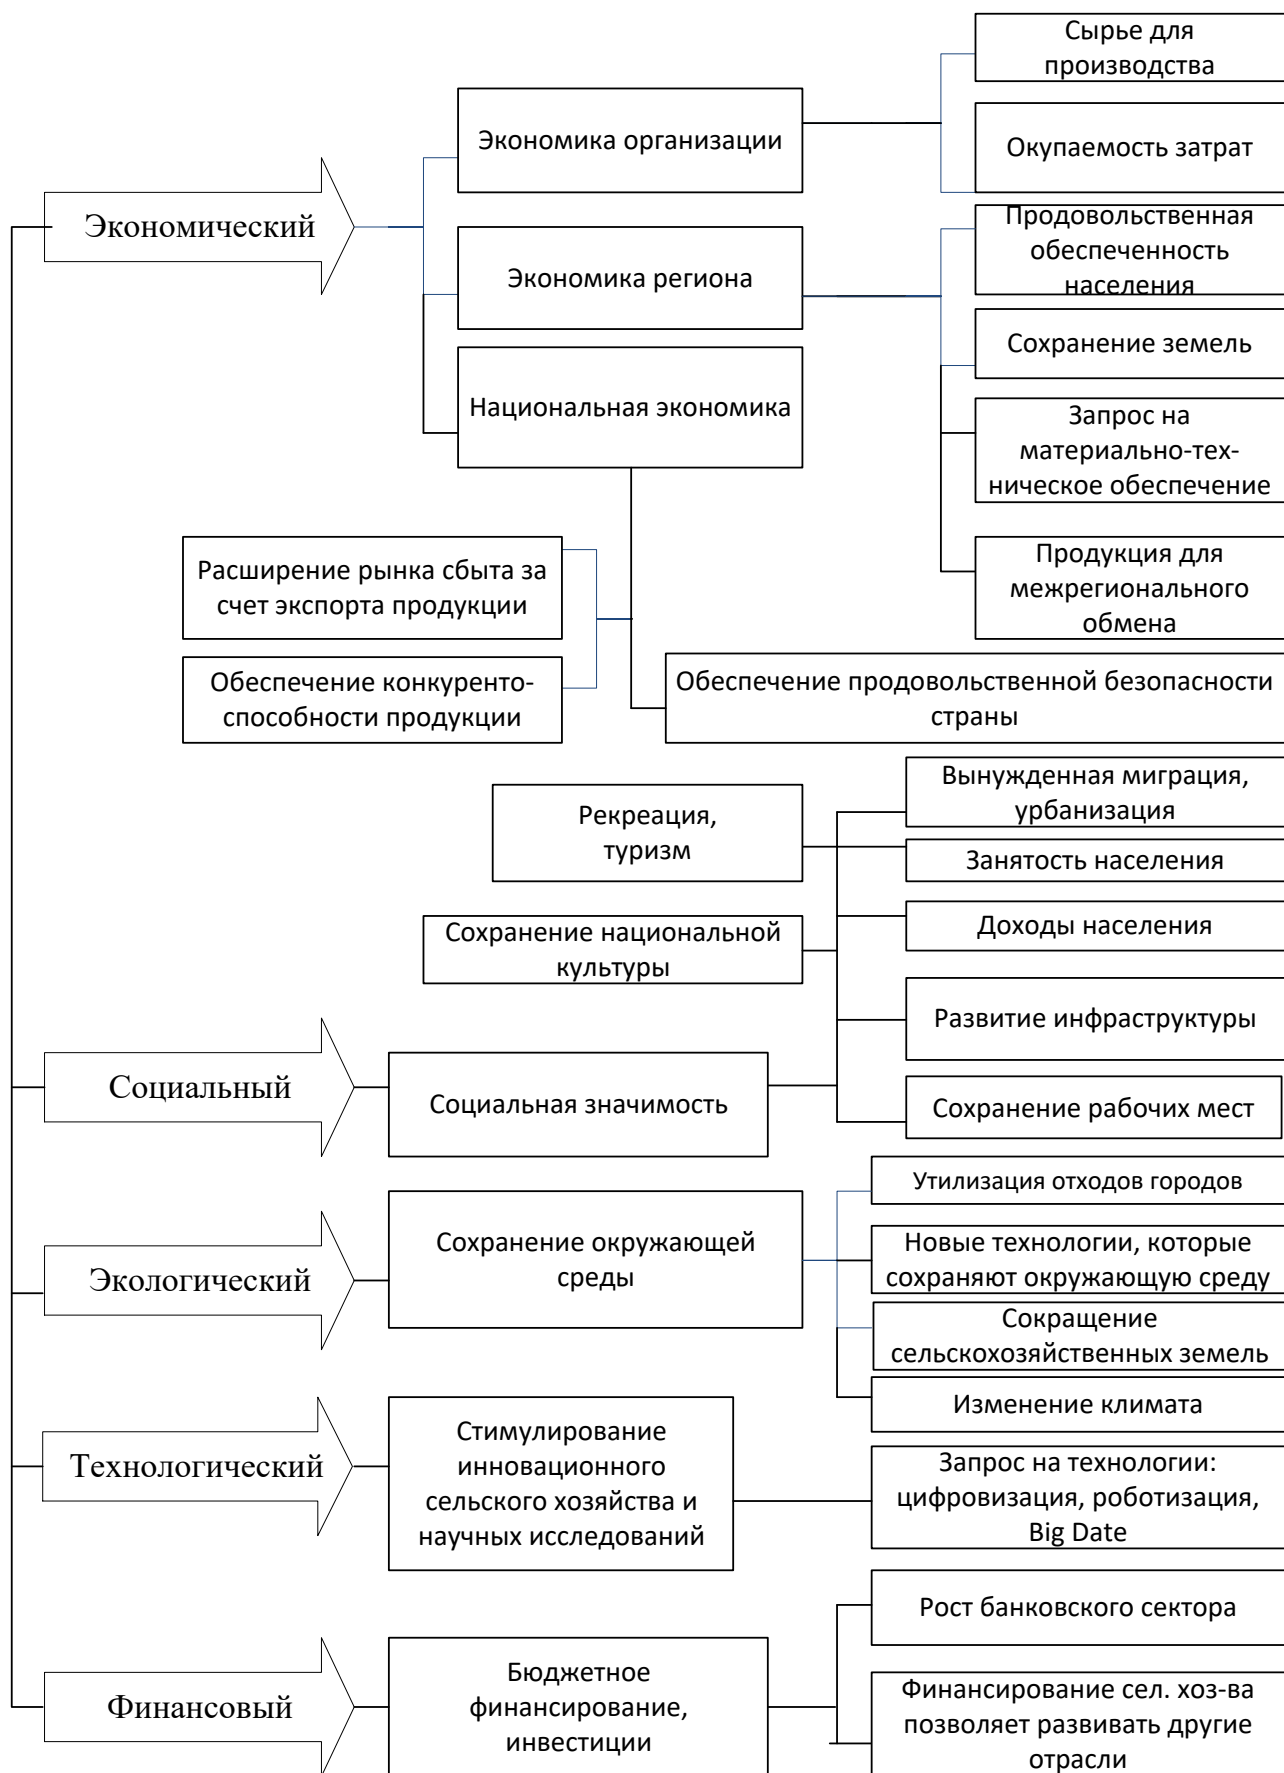 Сырье для
производства
Экономика организации
Окупаемость затрат
Экономический
Продовольственная
обеспеченность
населения
Экономика региона
Сохранение земель
Национальная экономика
Запрос на
материально-тех-
ническое обеспечение
Продукция для
межрегионального
обмена
Расширение рынка сбыта за
счет экспорта продукции
Обеспечение конкуренто-
способности продукции
Обеспечение продовольственной безопасности
страны
Вынужденная миграция,
урбанизация
Рекреация,
туризм
Занятость населения
Доходы населения
Сохранение национальной
культуры
Развитие инфраструктуры
Социальный
Социальная значимость
Сохранение рабочих мест
Утилизация отходов городов
Экологический
Сохранение окружающей
среды
Новые технологии, которые
сохраняют окружающую среду
Сокращение
сельскохозяйственных земель
Изменение климата
Технологический
Стимулирование
инновационного
сельского хозяйства и
научных исследований
Запрос на технологии:
цифровизация, роботизация,
Big Date
Рост банковского сектора
Финансовый
Бюджетное
финансирование,
инвестиции
Финансирование сел. хоз-ва
позволяет развивать другие
отрасли